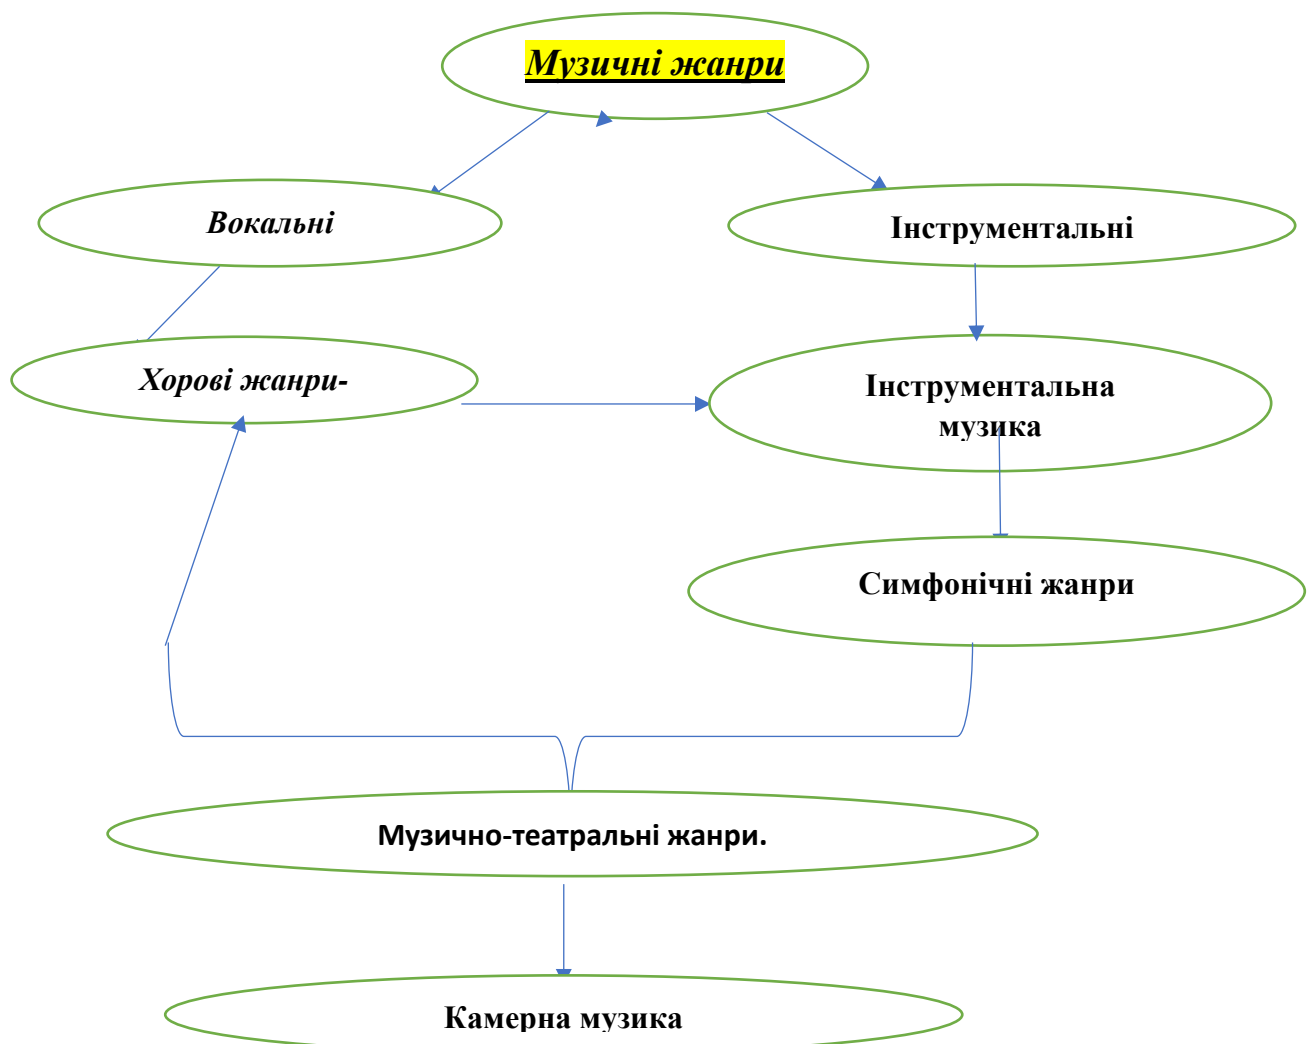 Музичні жанри
Вокальні
Інструментальні
Хорові жанри-
Інструментальна
музика
Симфонічні жанри
Музично-театральні жанри.
Камерна музика